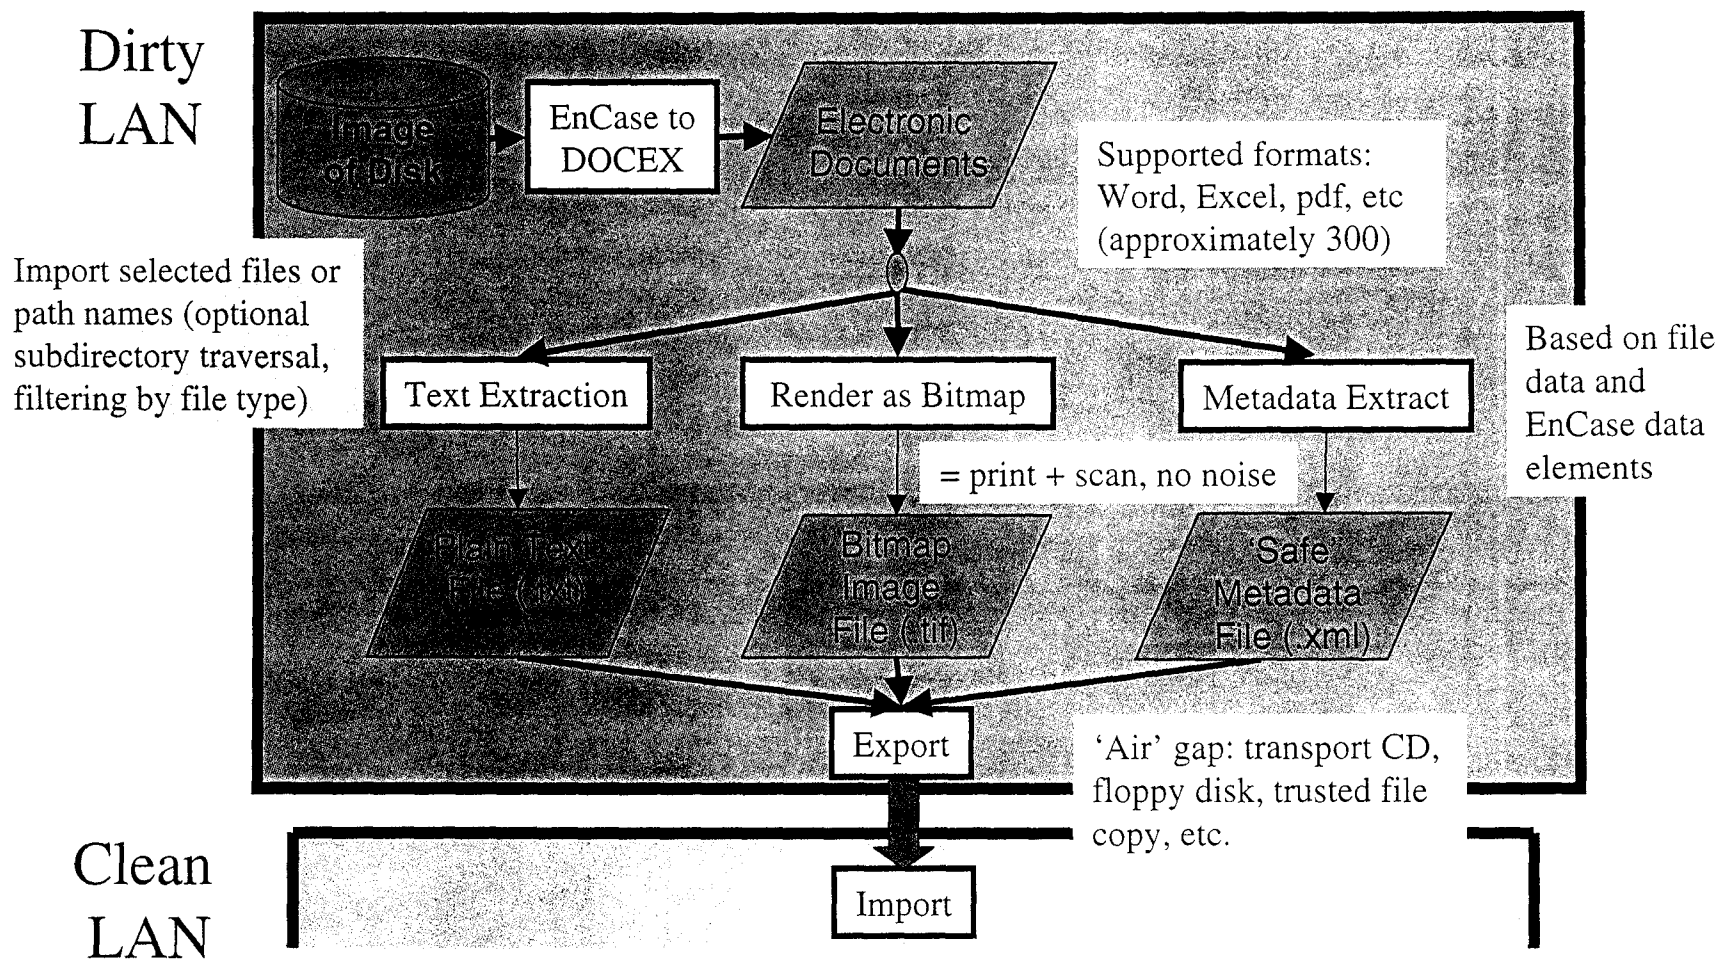 Dirty
LAN
Image
of Disk
EnCase to
DOCEX
Electronic
Documents
Supported formats:
Word, Excel, pdf, etc
(approximately 300)
Import selected files or
path names (optional
subdirectory traversal,
filtering by file type)
Based on file
data and
EnCase data
elements
Text Extraction
Render as Bitmap
Metadata Extract
= print + scan, no noise
Plain Text
File (.txt)
Bitmap
Image
File (.tif)
'Safe'
Metadata
File (.xml)
Export
'Air' gap: transport CD,
floppy disk, trusted file
copy, etc.
Clean
LAN
Import